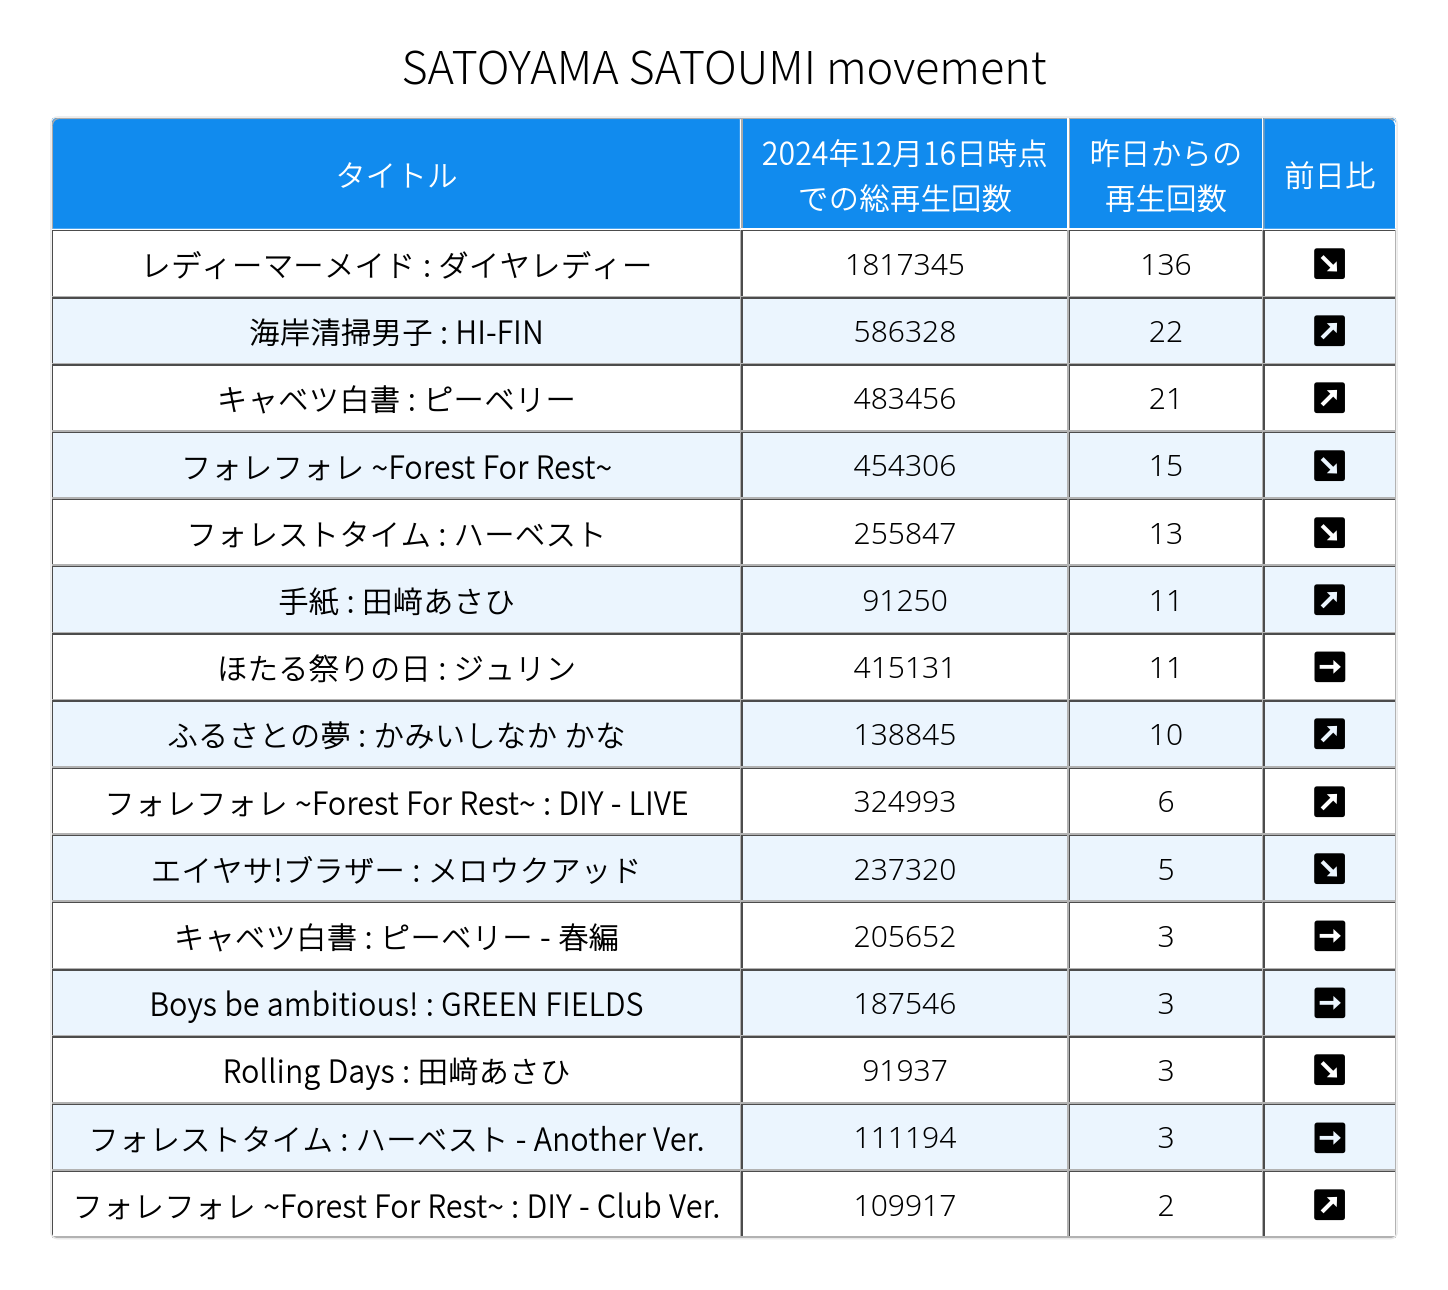 SATOYAMA SATOUMI movement
タイトル
2024年12月16日時点
での総再生回数
昨日からの
再生回数
前日比
レディーマーメイド : ダイヤレディー 1817345 136 ↘
海岸清掃男子 : HI-FIN 586328 22 ↗
キャベツ白書 : ピーベリー 483456 21 ↗
フォレフォレ ~Forest For Rest~ 454306 15 ↘
フォレストタイム : ハーベスト 255847 13 ↘
手紙 : 田﨑あさひ 91250 11 ↗
ほたる祭りの日 : ジュリン 415131 11 →
ふるさとの夢 : かみいしなか かな 138845 10 ↗
フォレフォレ ~Forest For Rest~ : DIY - LIVE 324993 6 ↗
エイヤサ!ブラザー : メロウクアッド 237320 5 ↘
キャベツ白書 : ピーベリー - 春編 205652 3 →
Boys be ambitious! : GREEN FIELDS 187546 3 →
Rolling Days : 田﨑あさひ 91937 3 ↘
フォレストタイム : ハーベスト - Another Ver. 111194 3 →
フォレフォレ ~Forest For Rest~ : DIY - Club Ver. 109917 2 ↗